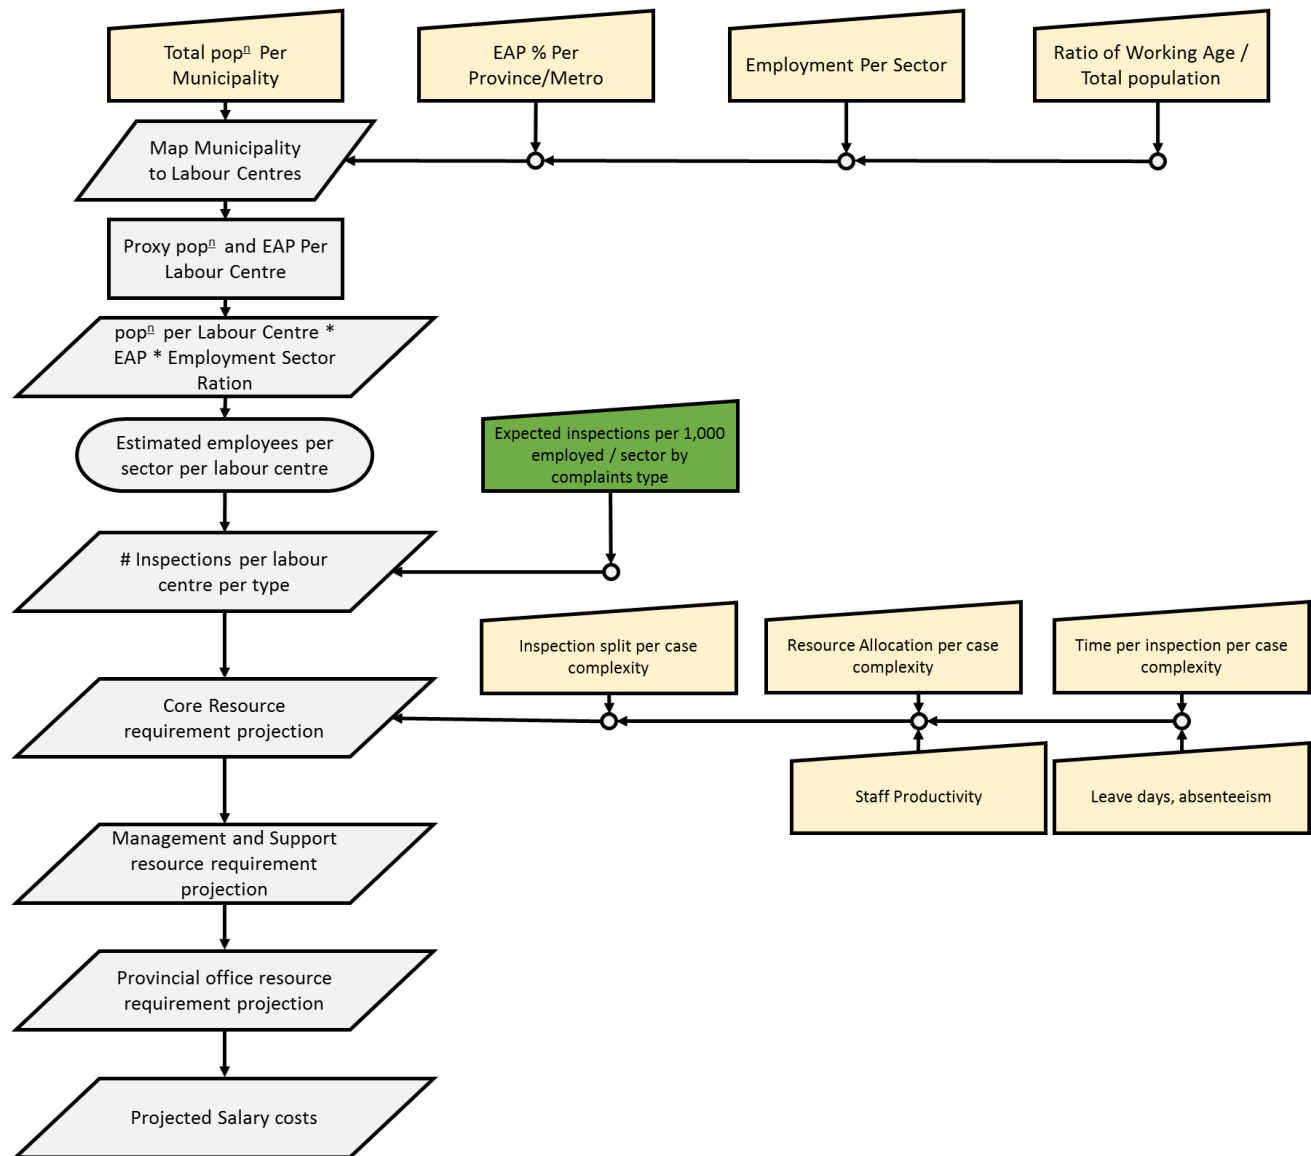 Total popⁿ Per
Municipality
EAP % Per
Province/Metro
Employment Per Sector
Ratio of Working Age /
Total population
Map Municipality
to Labour Centres
Proxy popⁿ and EAP Per
Labour Centre
popⁿ per Labour Centre *
EAP * Employment Sector
Ration
Estimated employees per
sector per labour centre
Expected inspections per 1,000
employed / sector by
complaints type
# Inspections per labour
centre per type
Inspection split per case
complexity
Resource Allocation per case
complexity
Time per inspection per case
complexity
Core Resource
requirement projection
Staff Productivity
Leave days, absenteeism
Management and Support
resource requirement
projection
Provincial office resource
requirement projection
Projected Salary costs